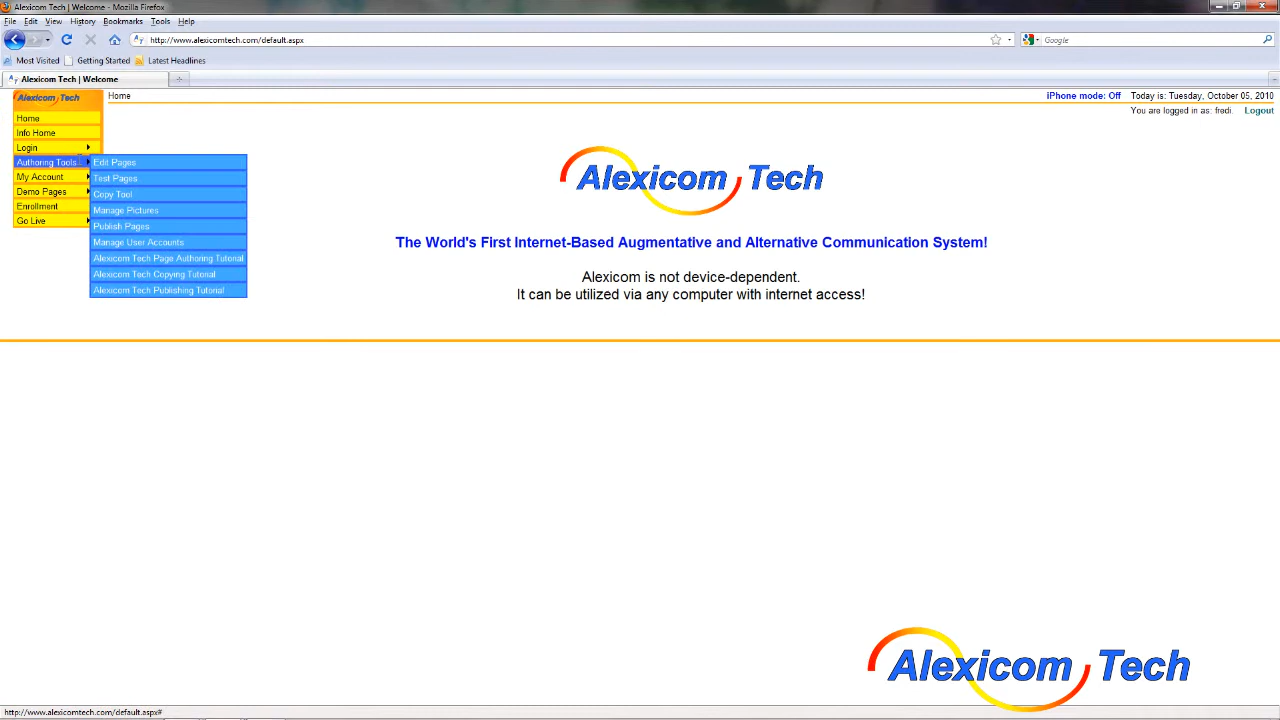 Alexicom Tech | Welcome - Mozilla Firefox
File Edit View History Bookmarks Tools Help
http://www.alexicomtech.com/default.aspx
Google
Most Visited Getting Started Latest Headlines
Alexicom Tech | Welcome
Alexicom Tech
Home
iPhone mode: Off Today is: Tuesday, October 05, 2010
You are logged in as: fredi. Logout
Home
Info Home
Login
Authoring Tools
My Account
Demo Pages
Enrollment
Go Live
Edit Pages
Test Pages
Copy Tool
Manage Pictures
Publish Pages
Manage User Accounts
Alexicom Tech Page Authoring Tutorial
Alexicom Tech Copying Tutorial
Alexicom Tech Publishing Tutorial
Alexicom Tech
The World's First Internet-Based Augmentative and Alternative Communication System!
Alexicom is not device-dependent.
It can be utilized via any computer with internet access!
Alexicom Tech
http://www.alexicomtech.com/default.aspx#